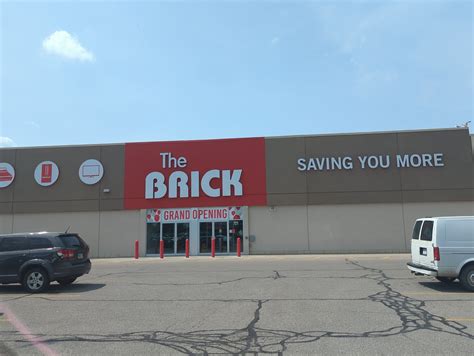 The
BRICK
SAVING YOU MORE
GRAND OPENING